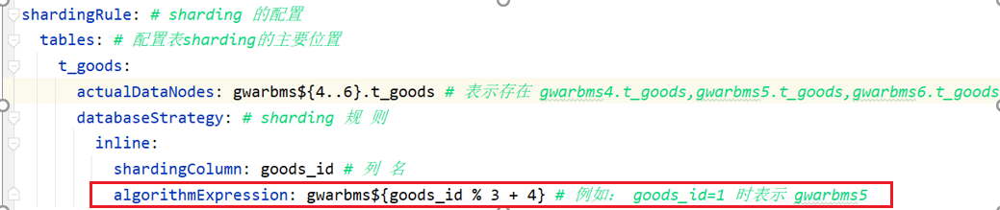 shardingRule: # sharding 的配置
tables: # 配置表sharding的主要位置
t_goods:
actualDataNodes: gwarbms${4..6}.t_goods # 表示存在 gwarbms4.t_goods,gwarbms5.t_goods,gwarbms6.t_goods
databaseStrategy: # sharding 规 则
inline:
shardingColumn: goods_id # 列 名
algorithmExpression: gwarbms${goods_id % 3 + 4} # 例如： goods_id=1 时表示 gwarbms5